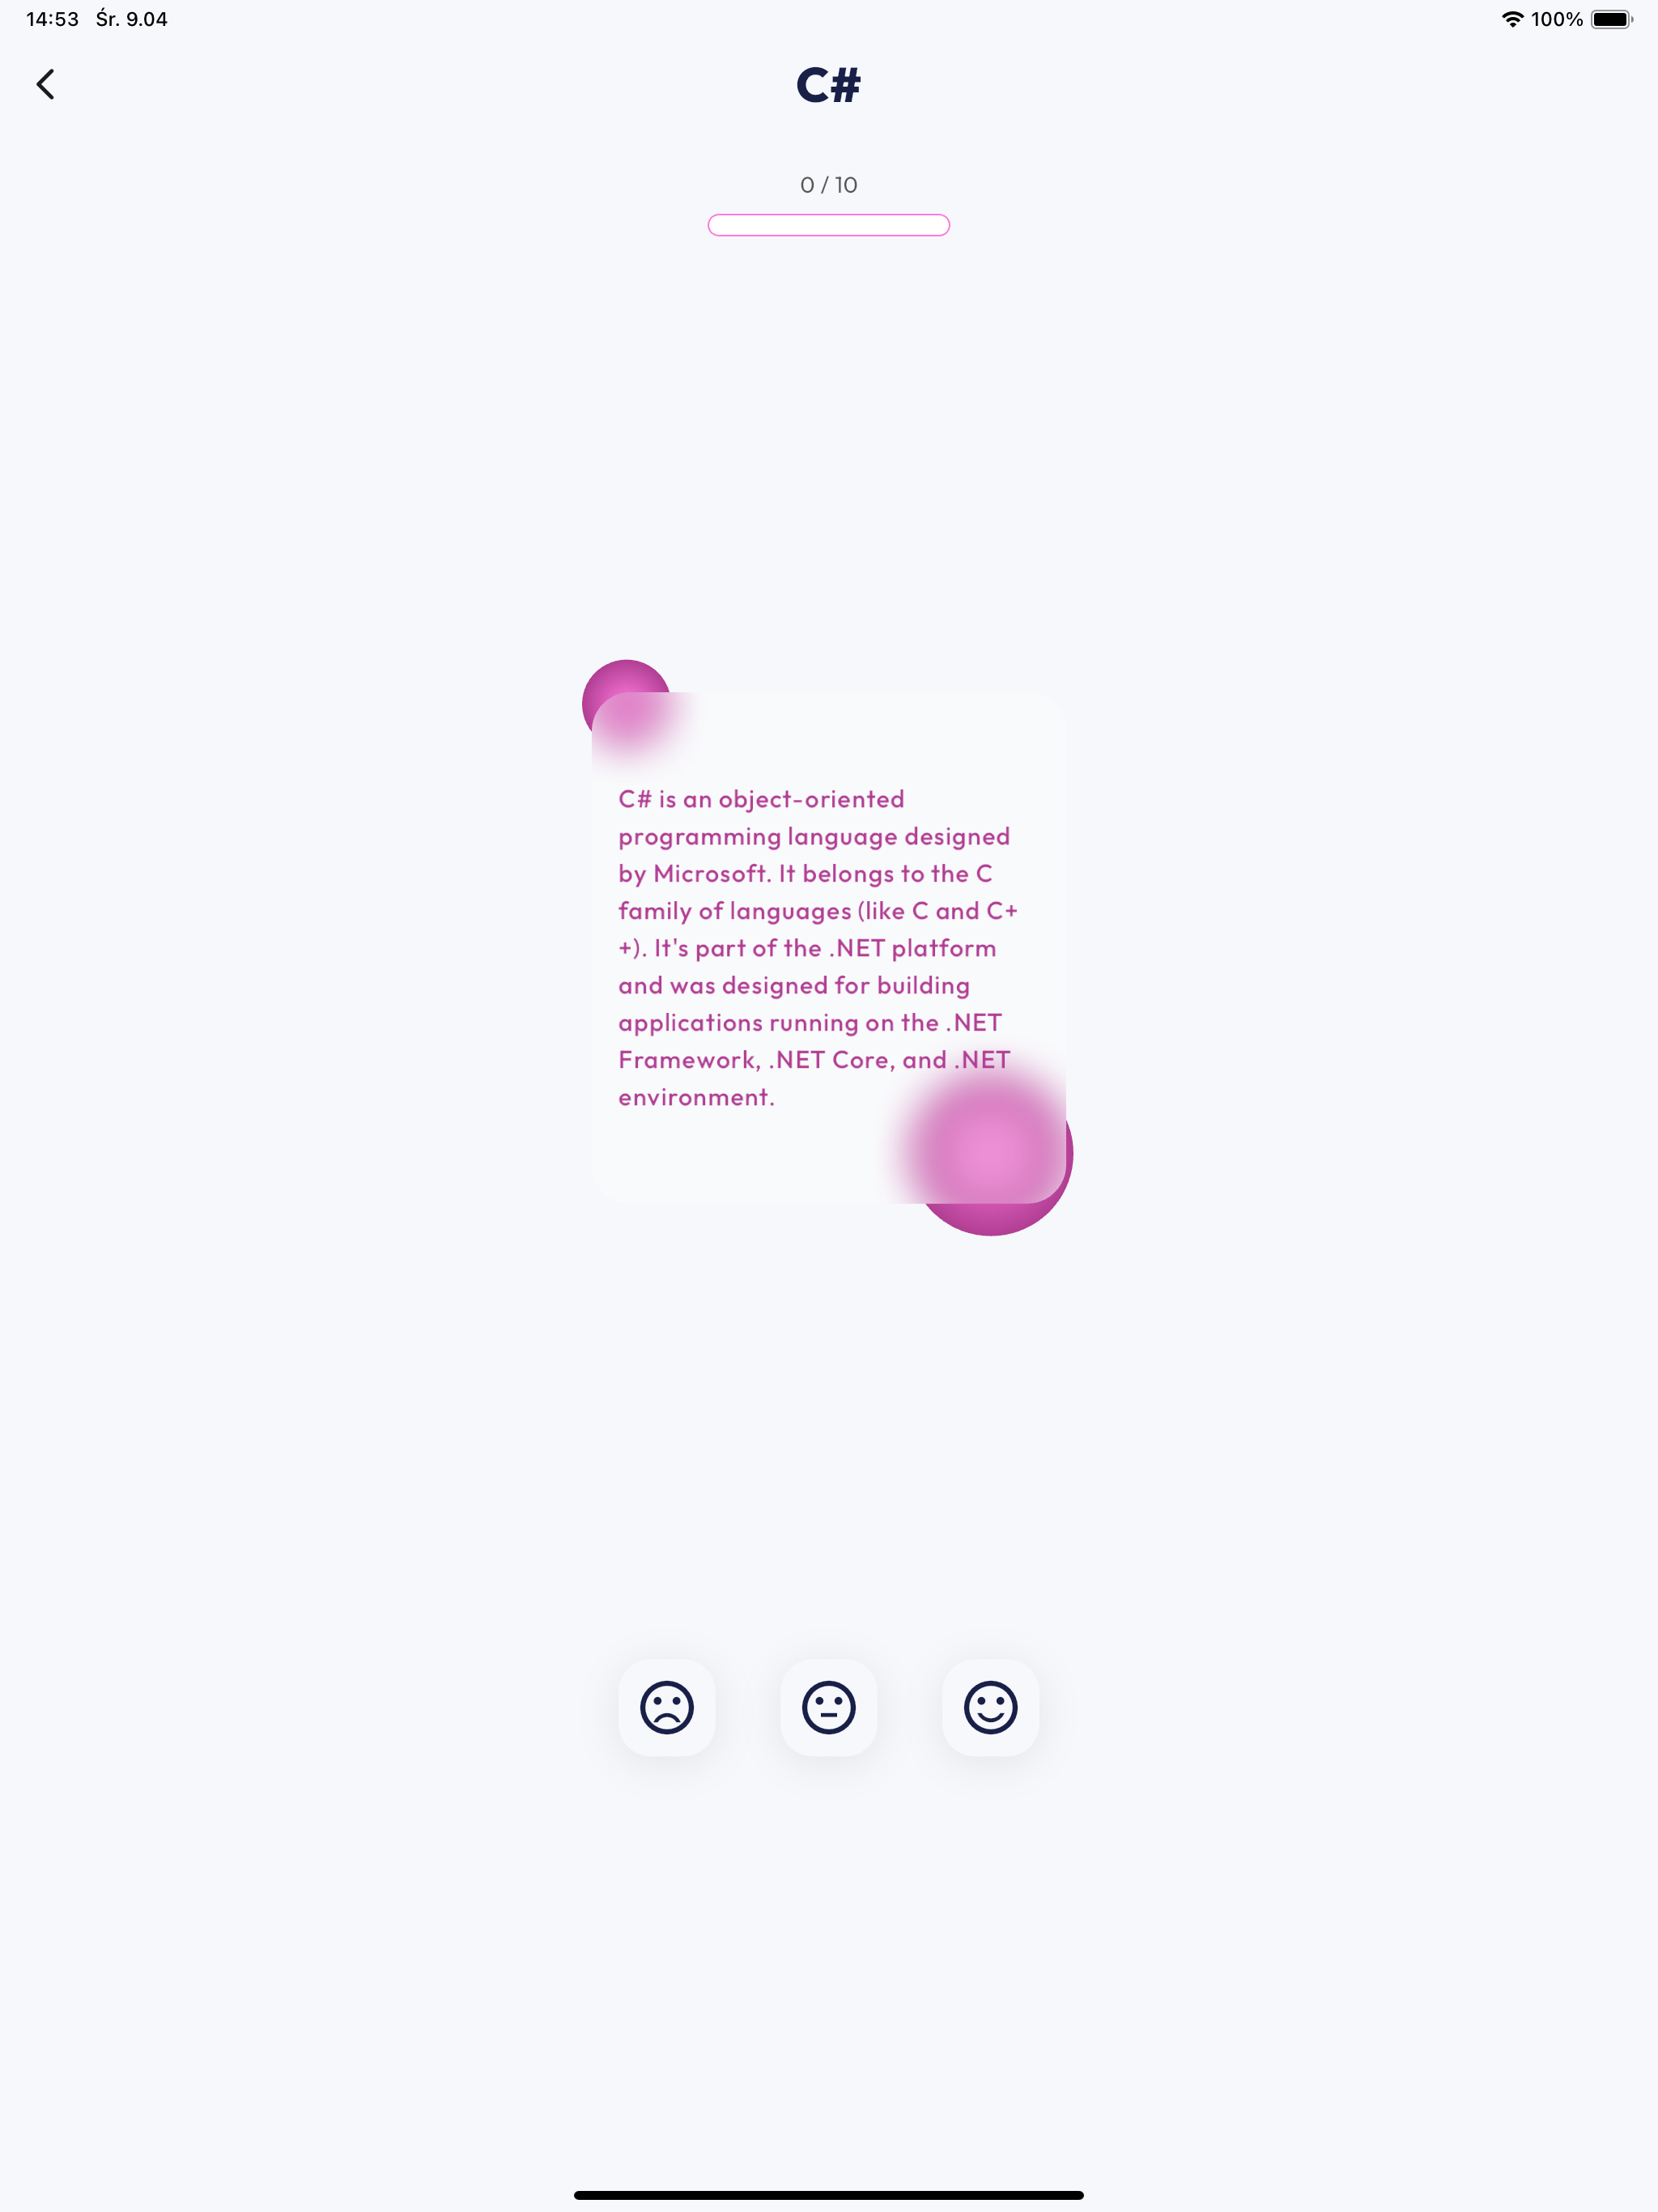 14:53 Śr. 9.04 100%
C#
0 / 10
C# is an object-oriented
programming language designed
by Microsoft. It belongs to the C
family of languages (like C and C+
+). It's part of the .NET platform
and was designed for building
applications running on the .NET
Framework, .NET Core, and .NET
environment.